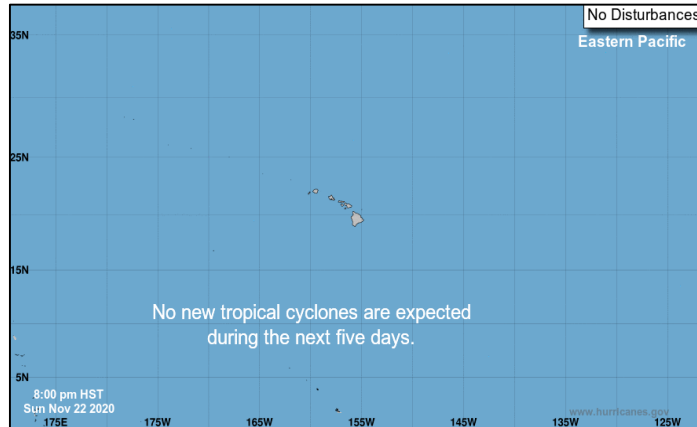 No Disturbances
Eastern Pacific
35N
25N
15N
No new tropical cyclones are expected
during the next five days.
5N
8:00 pm HST
Sun Nov 22 2020
www.hurricanes.gov
175E 175W 165W 155W 145W 135W 125W